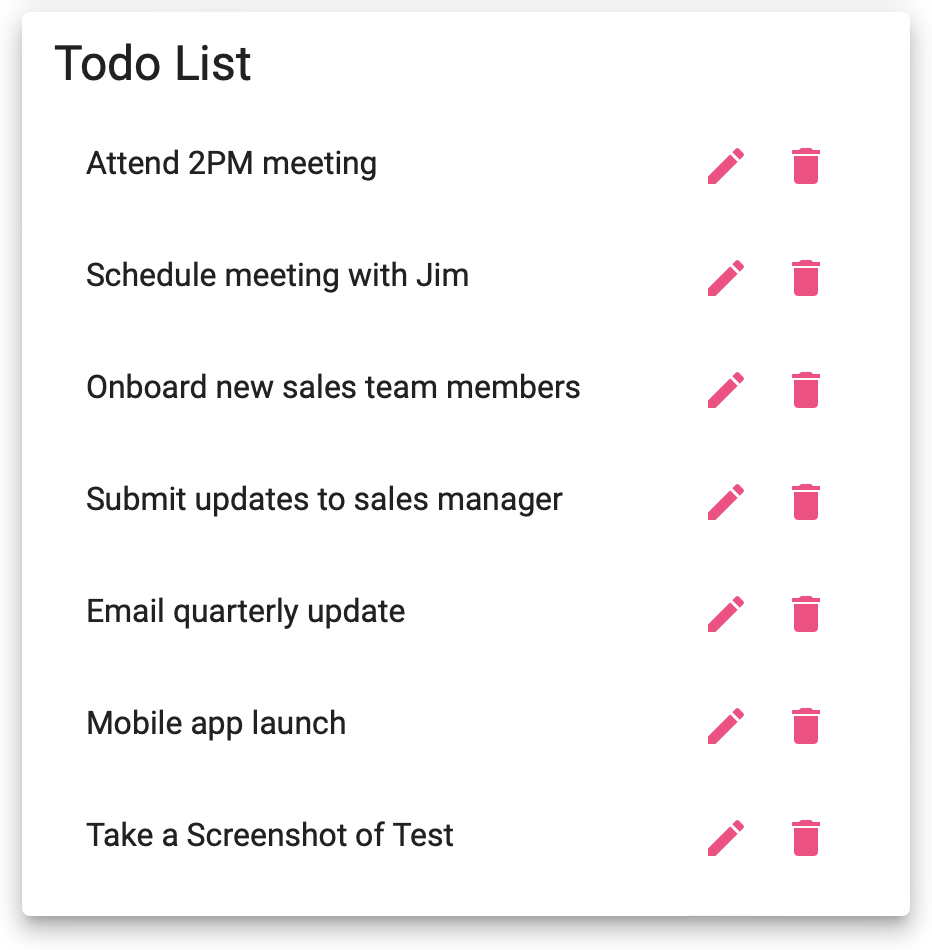 Todo List
Attend 2PM meeting
Schedule meeting with Jim
Onboard new sales team members
Submit updates to sales manager
Email quarterly update
Mobile app launch
Take a Screenshot of Test